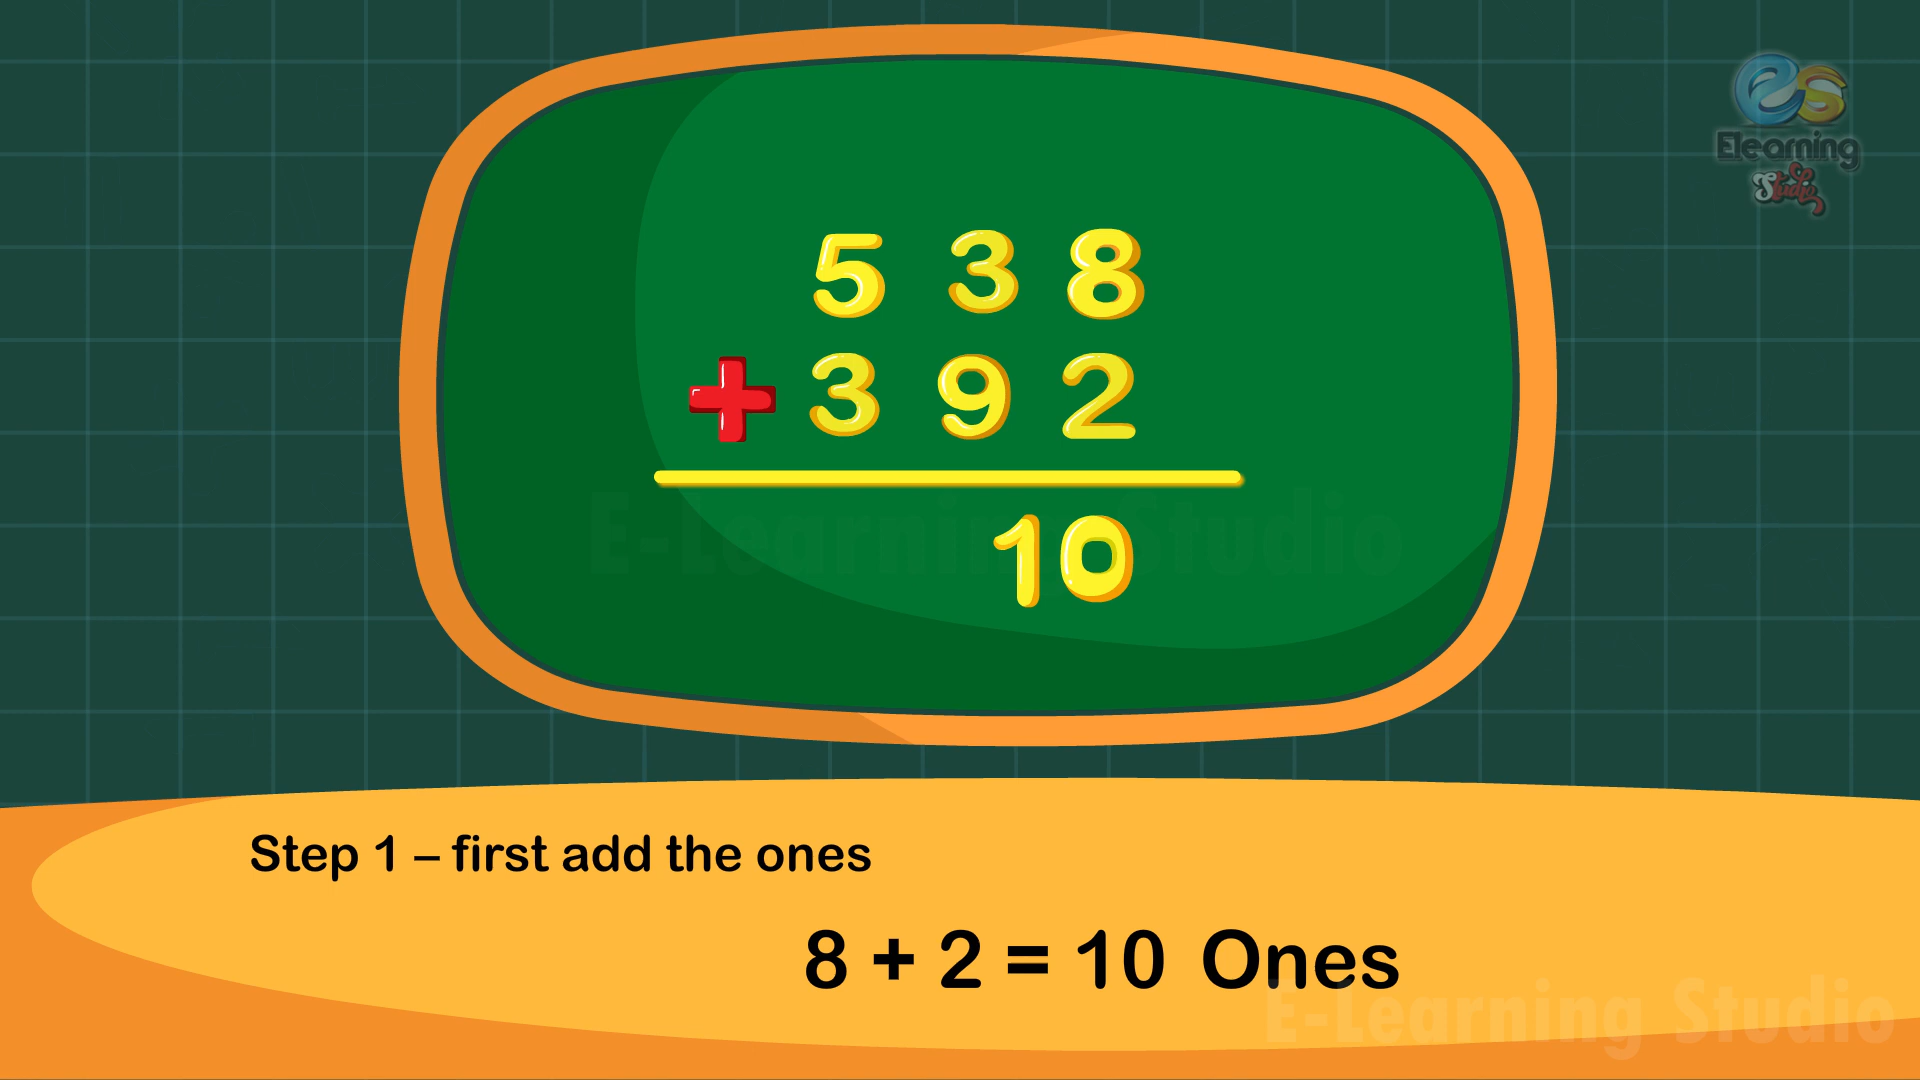 es
Elearning
Studio
5 3 8
+ 3 9 2
10
E-Learning Studio
Step 1 – first add the ones
8 + 2 = 10 Ones
E-Learning Studio